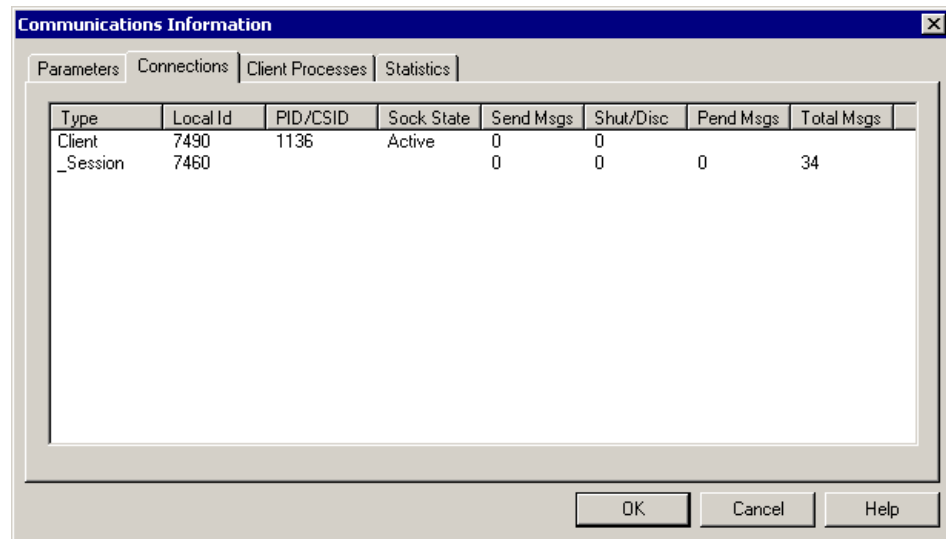 Communications Information
Parameters Connections Client Processes Statistics
Type Local Id PID/CSID Sock State Send Msgs Shut/Disc Pend Msgs Total Msgs
Client 7490 1136 Active 0 0
_Session 7460 0 0 0 34
OK Cancel Help